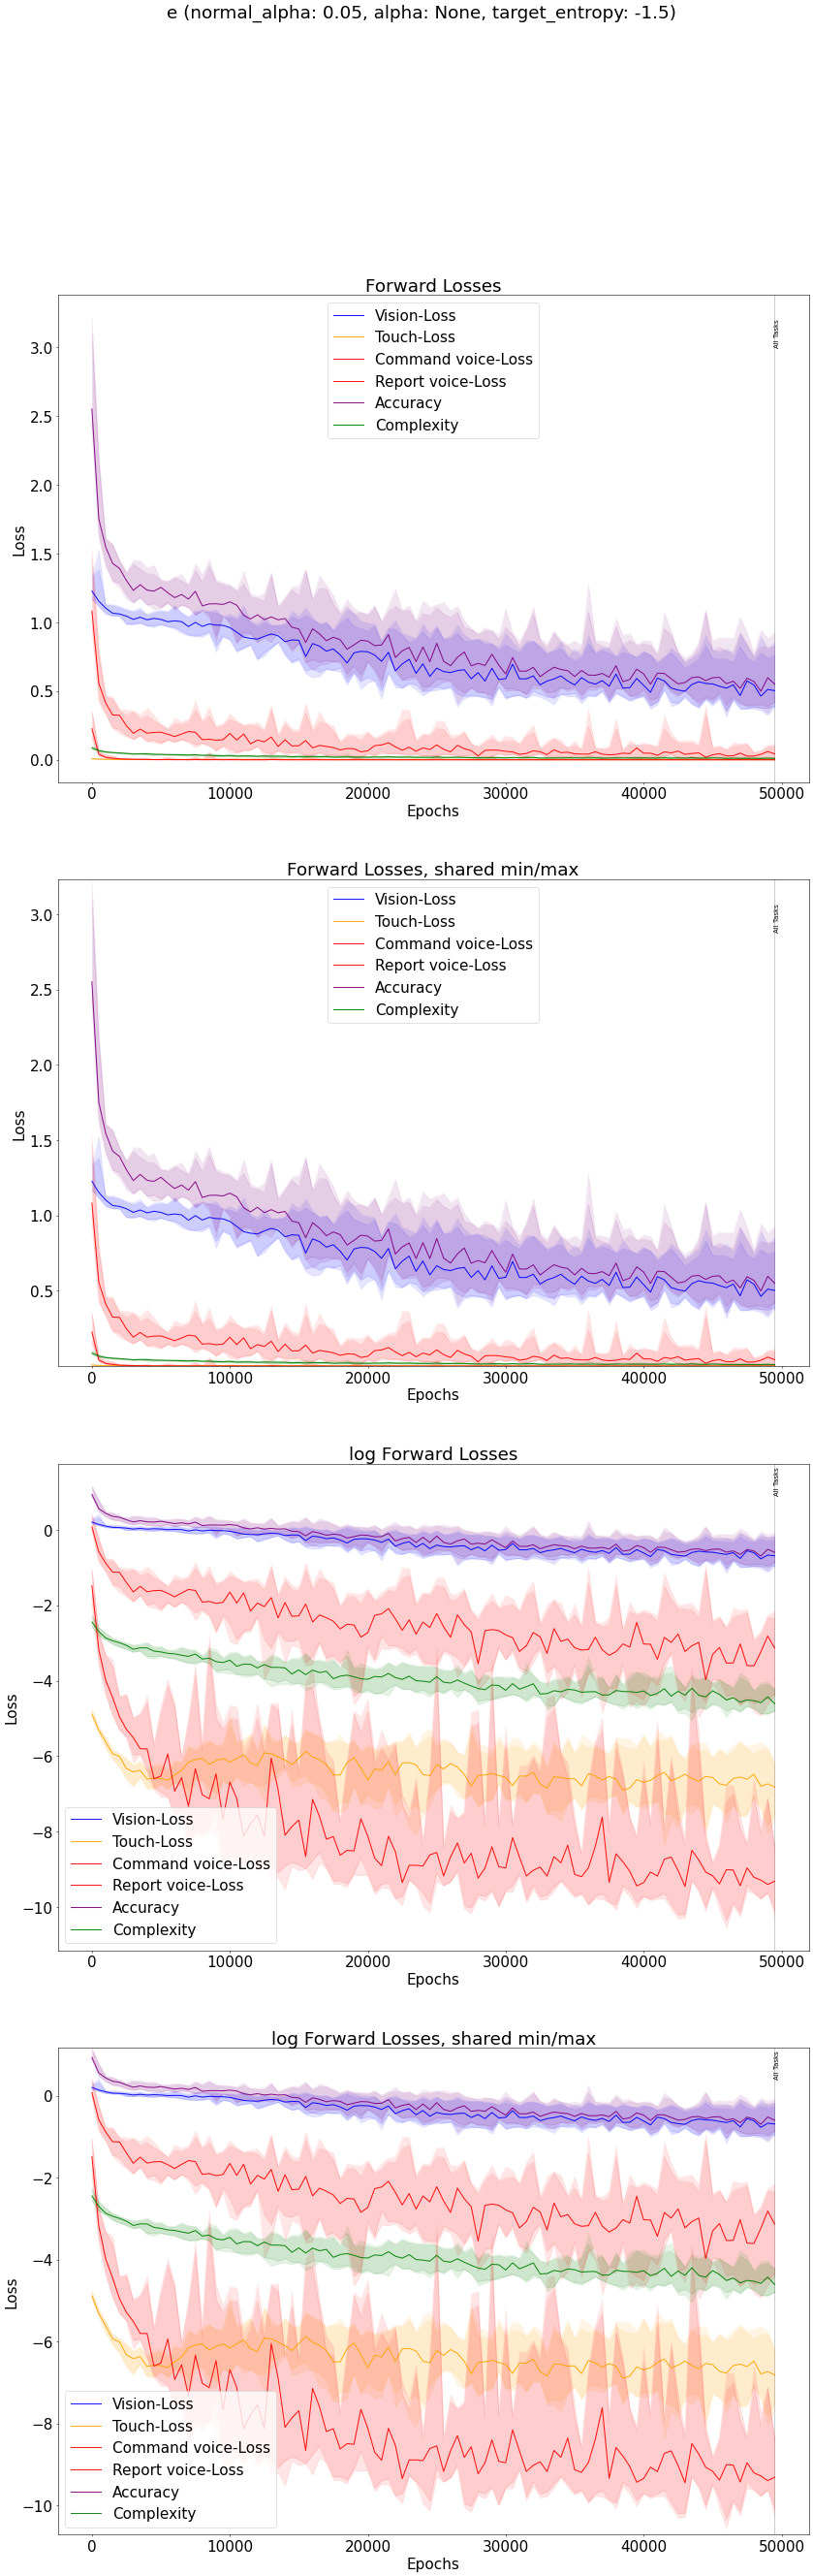 e (normal_alpha: 0.05, alpha: None, target_entropy: -1.5)
Forward Losses
Vision-Loss
Touch-Loss
Command voice-Loss
Report voice-Loss
Accuracy
Complexity
All Tasks
Loss
3.0
2.5
2.0
1.5
1.0
0.5
0.0
0 10000 20000 30000 40000 50000
Epochs
Forward Losses, shared min/max
Vision-Loss
Touch-Loss
Command voice-Loss
Report voice-Loss
Accuracy
Complexity
All Tasks
Loss
3.0
2.5
2.0
1.5
1.0
0.5
0 10000 20000 30000 40000 50000
Epochs
log Forward Losses
All Tasks
Loss
0
−2
−4
−6
−8
−10
Vision-Loss
Touch-Loss
Command voice-Loss
Report voice-Loss
Accuracy
Complexity
0 10000 20000 30000 40000 50000
Epochs
log Forward Losses, shared min/max
All Tasks
Loss
0
−2
−4
−6
−8
−10
Vision-Loss
Touch-Loss
Command voice-Loss
Report voice-Loss
Accuracy
Complexity
0 10000 20000 30000 40000 50000
Epochs